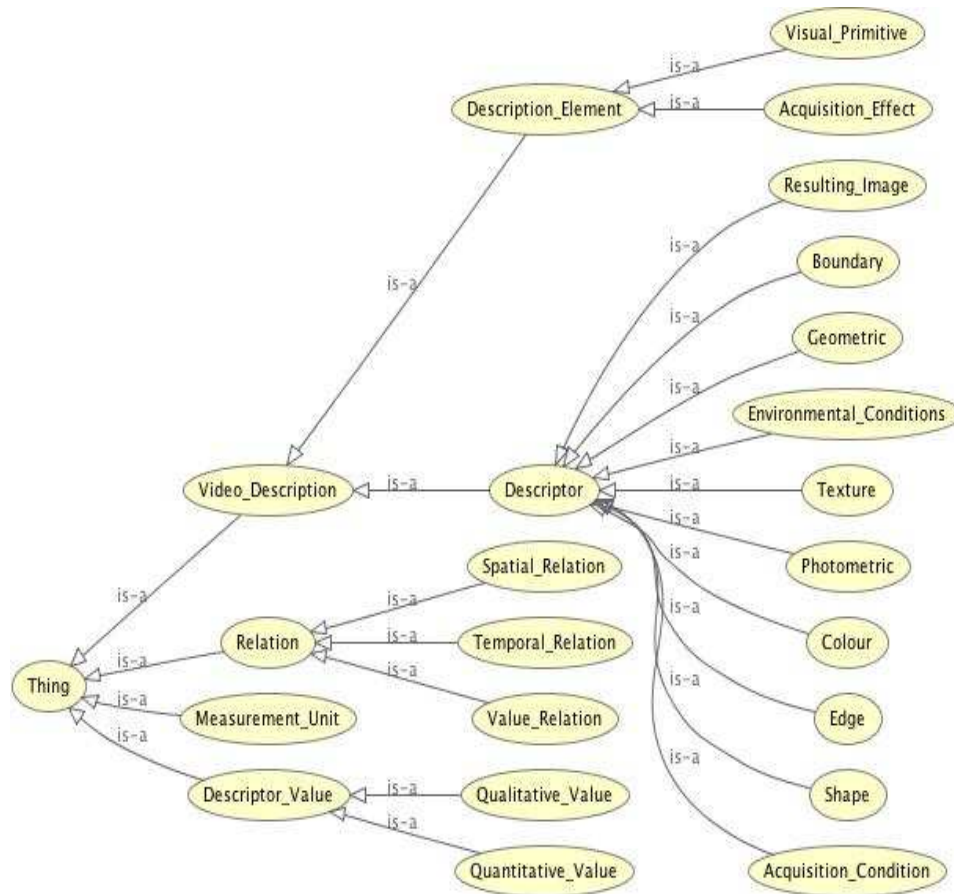 Visual_Primitive
is-a
Description_Element
is-a
Acquisition_Effect
Resulting_Image
is-a
Boundary
is-a
is-a
Geometric
is-a
Environmental_Conditions
is-a
Video_Description
is-a
Descriptor
is-a
Texture
is-a
Photometric
is-a
Spatial_Relation
is-a
is-a
Relation
is-a
Temporal_Relation
is-a
Colour
is-a
Thing
is-a
is-a
Measurement_Unit
is-a
Value_Relation
Edge
is-a
is-a
Descriptor_Value
is-a
Qualitative_Value
Shape
is-a
Quantitative_Value
Acquisition_Condition